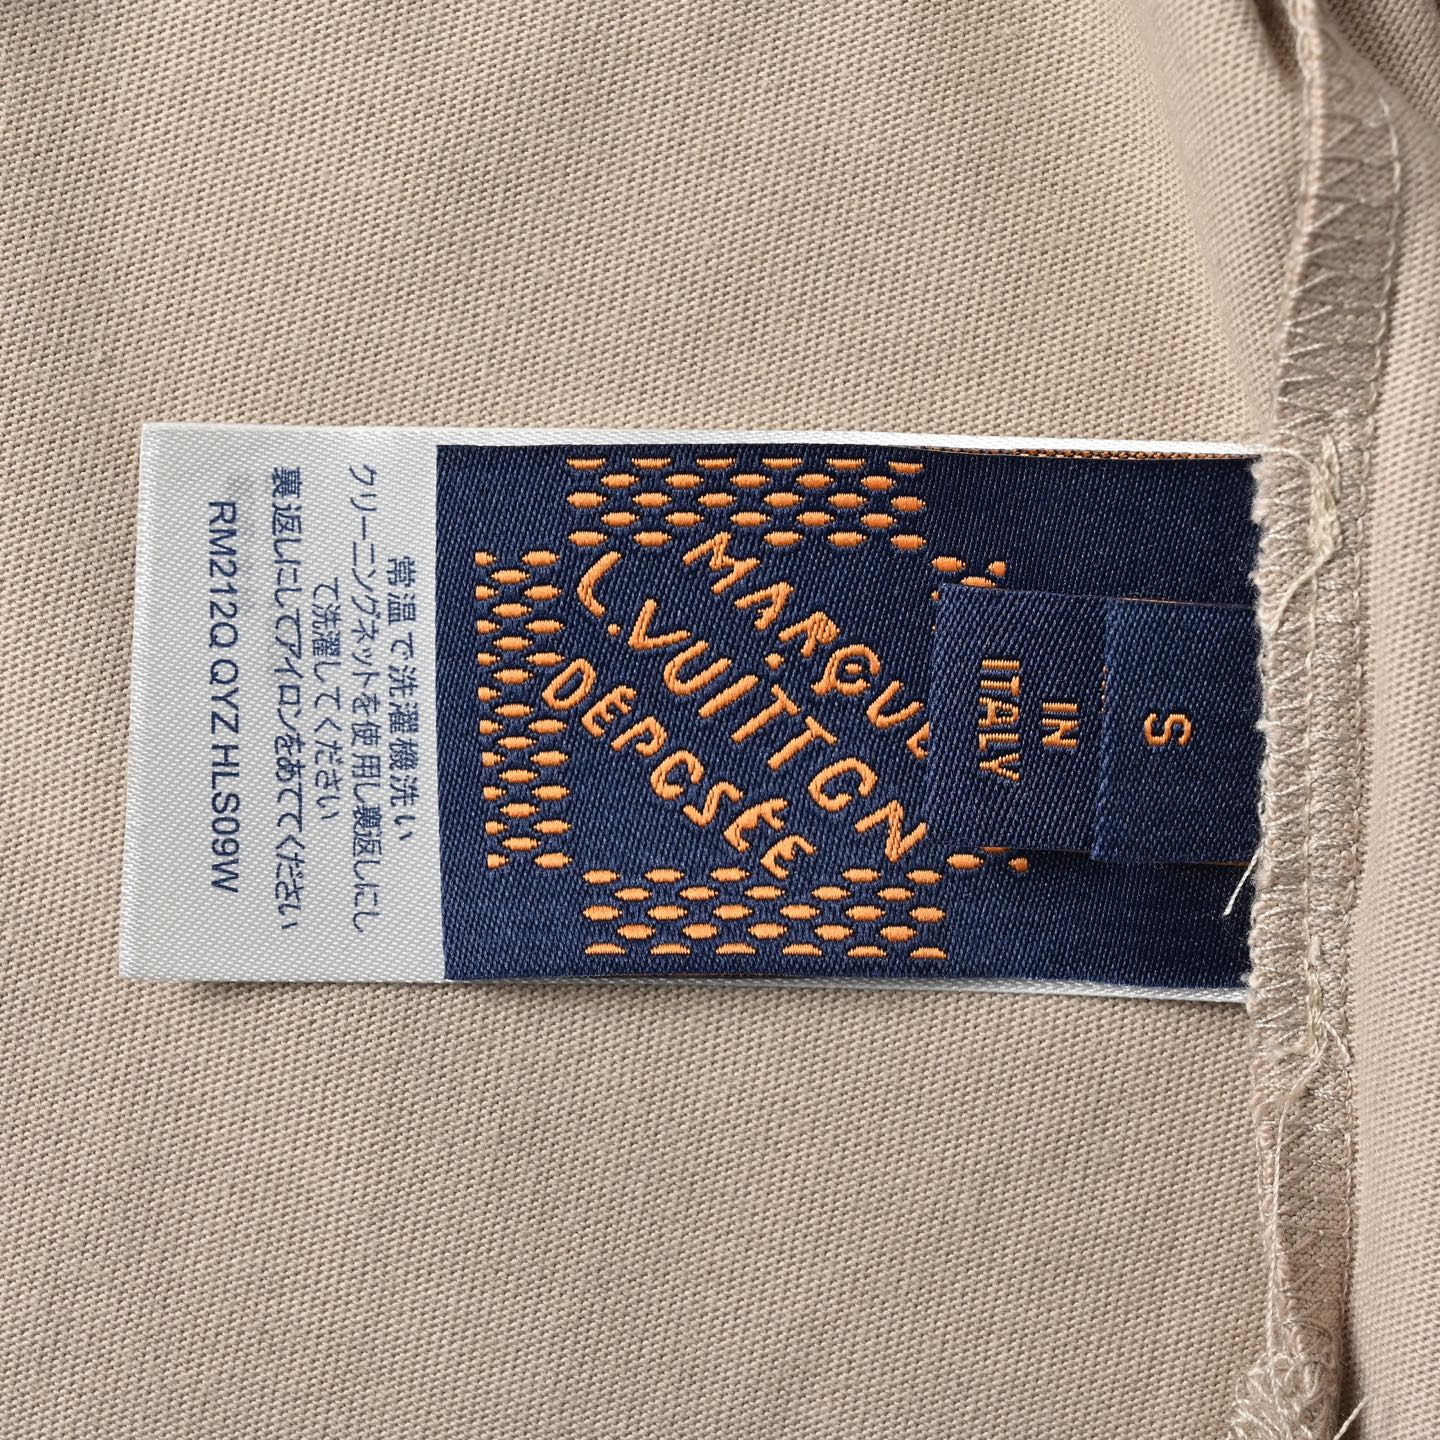 MARQUE
L.VUITTON
DÉPOSÉE
IN
ITALY
S
常温で洗濯機洗い
クリーニングネットを使用し裏返しにし
て洗濯してください
裏返しにしてアイロンをあててください
RM212Q QYZ HLS09W